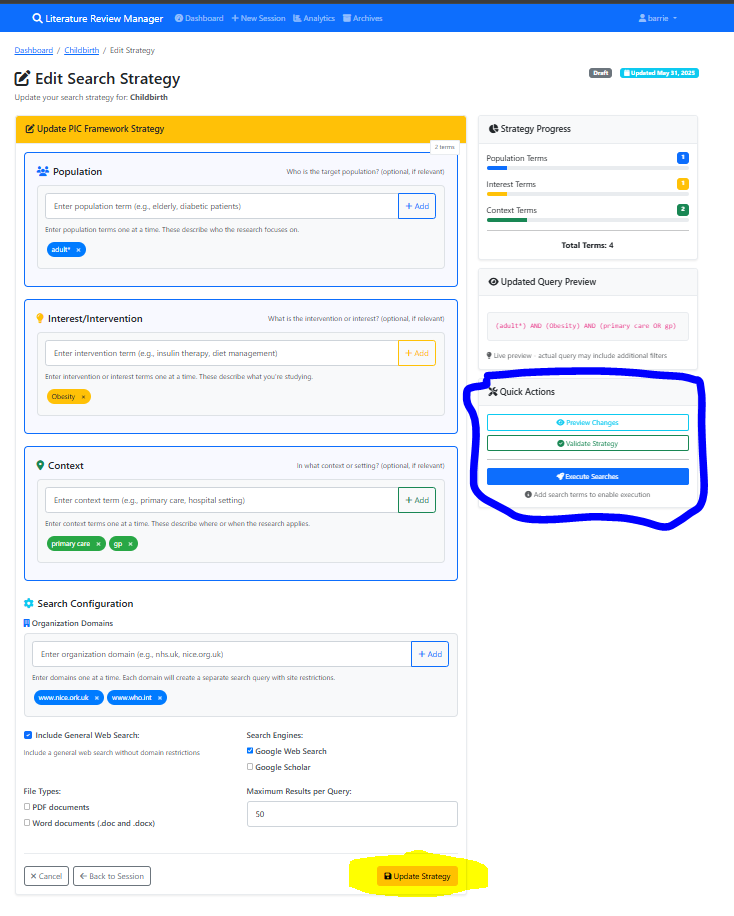 Literature Review Manager Dashboard New Session Analytics Archives barrie
Dashboard / Childbirth / Edit Strategy
Edit Search Strategy
Draft Updated May 31, 2025
Update your search strategy for: Childbirth
Update PIC Framework Strategy
2 terms
Population Who is the target population? (optional, if relevant)
Enter population term (e.g., elderly, diabetic patients) + Add
Enter population terms one at a time. These describe who the research focuses on.
adult* ×
Interest/Intervention What is the intervention or interest? (optional, if relevant)
Enter intervention term (e.g., insulin therapy, diet management) + Add
Enter intervention or interest terms one at a time. These describe what you're studying.
Obesity ×
Context In what context or setting? (optional, if relevant)
Enter context term (e.g., primary care, hospital setting) + Add
Enter context terms one at a time. These describe where or when the research applies.
primary care × gp ×
Search Configuration
Organization Domains
Enter organization domain (e.g., nhs.uk, nice.org.uk) + Add
Enter domains one at a time. Each domain will create a separate search query with site restrictions.
www.nice.ork.uk × www.who.int ×
Include General Web Search:
Include a general web search without domain restrictions
Search Engines:
Google Web Search
Google Scholar
File Types:
PDF documents
Word documents (.doc and .docx)
Maximum Results per Query:
50
× Cancel ← Back to Session Update Strategy
Strategy Progress
Population Terms 1
Interest Terms 1
Context Terms 2
Total Terms: 4
Updated Query Preview
(adult*) AND (Obesity) AND (primary care OR gp)
Live preview - actual query may include additional filters
Quick Actions
Preview Changes
Validate Strategy
Execute Searches
Add search terms to enable execution